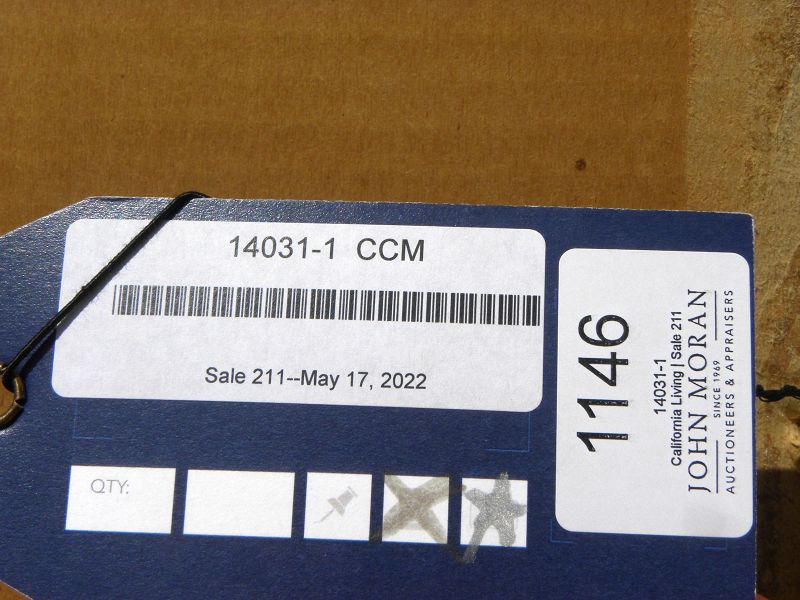 14031-1 CCM
Sale 211--May 17, 2022
QTY:
1146
14031-1
California Living | Sale 211
JOHN MORAN
SINCE 1969
AUCTIONEERS & APPRAISERS